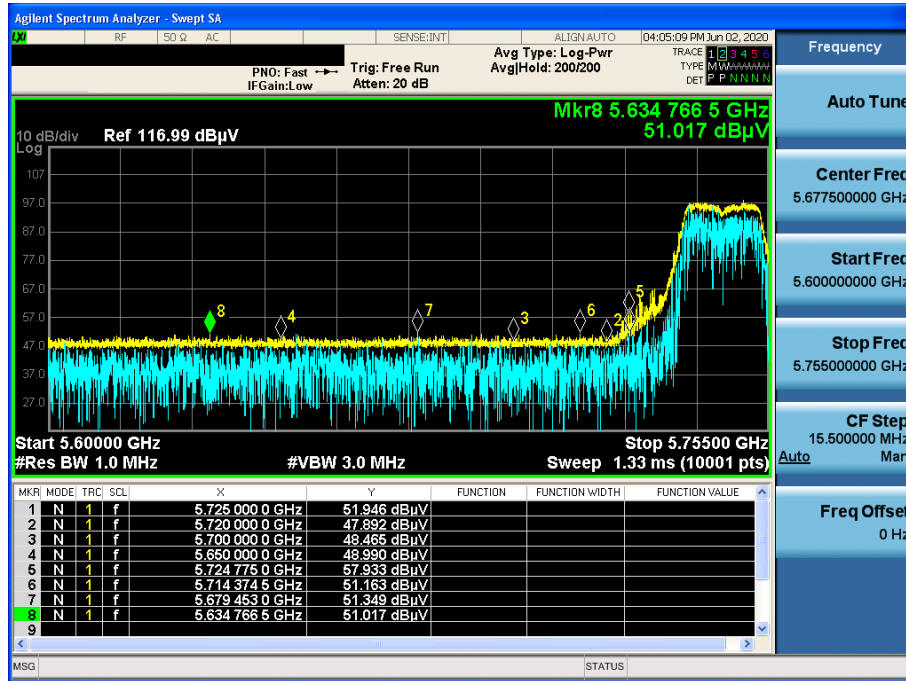 Agilent Spectrum Analyzer - Swept SA
LXI RF 50 Ω AC SENSE:INT ALIGN AUTO 04:05:09 PM Jun 02, 2020
PNO: Fast
IFGain:Low
Trig: Free Run
Atten: 20 dB
Avg Type: Log-Pwr
Avg|Hold: 200/200
TRACE 1 2 3 4 5 6
TYPE M W
DET P P N N N N
Mkr8 5.634 766 5 GHz
51.017 dBµV
10 dB/div Ref 116.99 dBµV
Log
107
97.0
87.0
77.0
67.0
57.0
47.0
37.0
27.0
8 4 7 3 6 2 1 5
Start 5.60000 GHz Stop 5.75500 GHz
#Res BW 1.0 MHz #VBW 3.0 MHz Sweep 1.33 ms (10001 pts)
MKR MODE TRC SCL X Y FUNCTION FUNCTION WIDTH FUNCTION VALUE
1 N 1 f 5.725 000 0 GHz 51.946 dBµV
2 N 1 f 5.720 000 0 GHz 47.892 dBµV
3 N 1 f 5.700 000 0 GHz 48.465 dBµV
4 N 1 f 5.650 000 0 GHz 48.990 dBµV
5 N 1 f 5.724 775 0 GHz 57.933 dBµV
6 N 1 f 5.714 374 5 GHz 51.163 dBµV
7 N 1 f 5.679 453 0 GHz 51.349 dBµV
8 N 1 f 5.634 766 5 GHz 51.017 dBµV
9
MSG STATUS
Frequency
Auto Tune
Center Freq
5.677500000 GHz
Start Freq
5.600000000 GHz
Stop Freq
5.755000000 GHz
CF Step
15.500000 MHz
Auto Man
Freq Offset
0 Hz